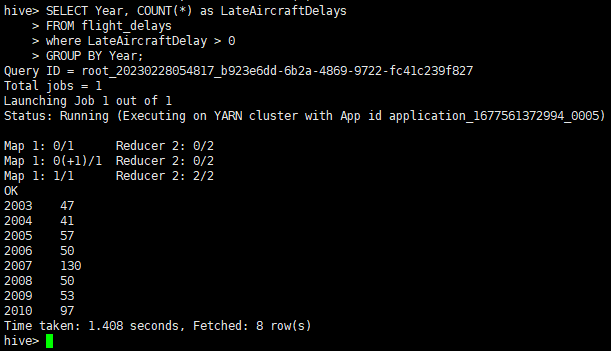 hive> SELECT Year, COUNT(*) as LateAircraftDelays
    > FROM flight_delays
    > where LateAircraftDelay > 0
    > GROUP BY Year;
Query ID = root_20230228054817_b923e6dd-6b2a-4869-9722-fc41c239f827
Total jobs = 1
Launching Job 1 out of 1
Status: Running (Executing on YARN cluster with App id application_1677561372994_0005)

Map 1: 0/1      Reducer 2: 0/2
Map 1: 0(+1)/1  Reducer 2: 0/2
Map 1: 1/1      Reducer 2: 2/2
OK
2003    47
2004    41
2005    57
2006    50
2007    130
2008    50
2009    53
2010    97
Time taken: 1.408 seconds, Fetched: 8 row(s)
hive>